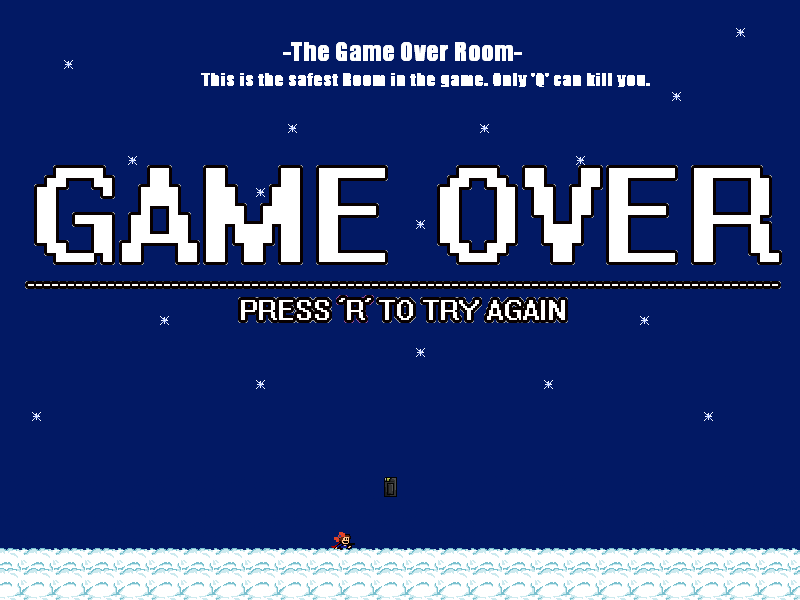 -The Game Over Room-
This is the safest Room in the game. Only 'Q' can kill you.
GAME OVER
PRESS 'R' TO TRY AGAIN